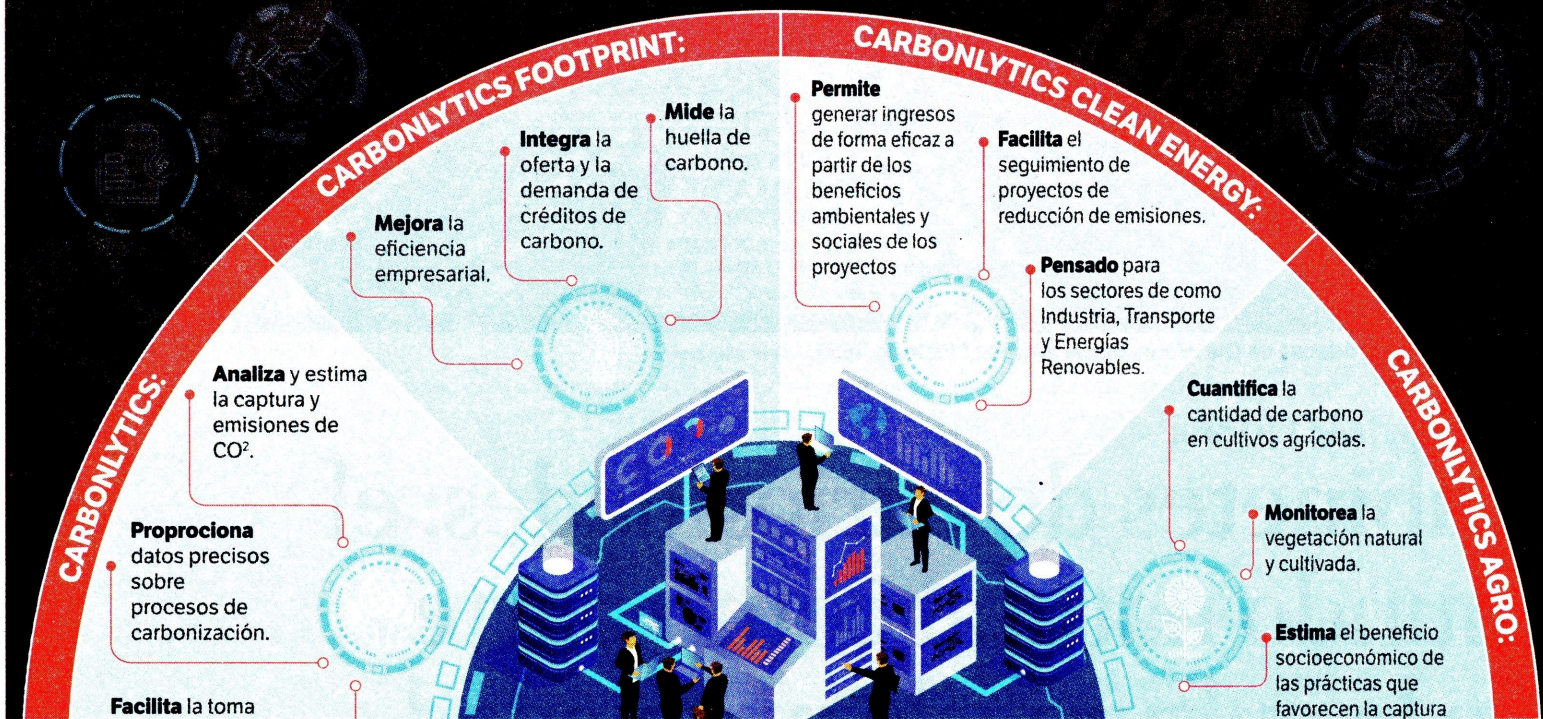 CARBONLYTICS:
Analiza y estima
la captura y
emisiones de
CO².
Proprociona
datos precisos
sobre
procesos de
carbonización.
Facilita la toma
CARBONLYTICS FOOTPRINT:
Mejora la
eficiencia
empresarial.
Integra la
oferta y la
demanda de
créditos de
carbono.
Mide la
huella de
carbono.
CARBONLYTICS CLEAN ENERGY:
Permite
generar ingresos
de forma eficaz a
partir de los
beneficios
ambientales y
sociales de los
proyectos
Facilita el
seguimiento de
proyectos de
reducción de emisiones.
Pensado para
los sectores de como
Industria, Transporte
y Energías
Renovables.
CARBONLYTICS AGRO:
Cuantifica la
cantidad de carbono
en cultivos agrícolas.
Monitorea la
vegetación natural
y cultivada.
Estima el beneficio
socioeconómico de
las prácticas que
favorecen la captura